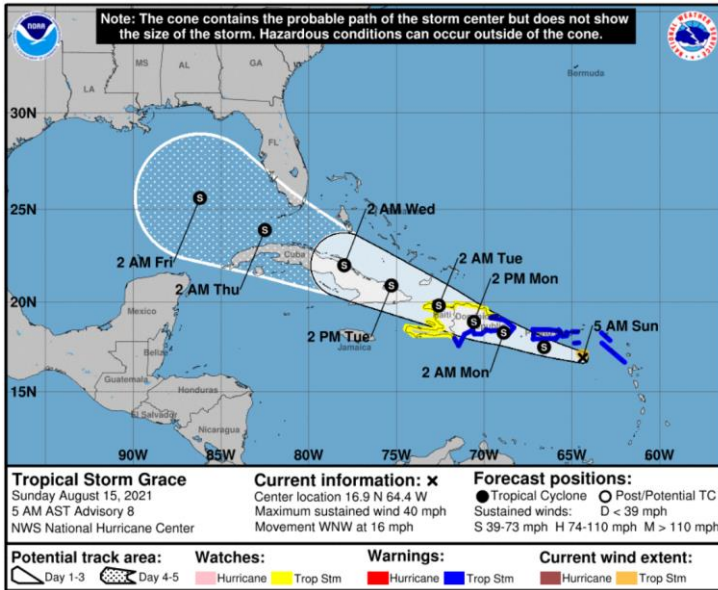 Note: The cone contains the probable path of the storm center but does not show
the size of the storm. Hazardous conditions can occur outside of the cone.
NOAA
NATIONAL WEATHER SERVICE
MS
AL
GA
LA
Bermuda
30N
FL
25N
2 AM Wed
2 AM Fri
Cuba
2 AM Tue
2 AM Thu
2 PM Mon
20N
Mexico
Haiti
5 AM Sun
2 PM Tue
Jamaica
Belize
2 AM Mon
15N
Guatemala
Honduras
El Salvador
Nicaragua
90W 85W 80W 75W 70W 65W 60W
Tropical Storm Grace
Sunday August 15, 2021
5 AM AST Advisory 8
NWS National Hurricane Center
Current information: x
Center location 16.9 N 64.4 W
Maximum sustained wind 40 mph
Movement WNW at 16 mph
Forecast positions:
Tropical Cyclone Post/Potential TC
Sustained winds: D < 39 mph
S 39-73 mph H 74-110 mph M > 110 mph
Potential track area:
Day 1-3 Day 4-5
Watches:
Hurricane Trop Stm
Warnings:
Hurricane Trop Stm
Current wind extent:
Hurricane Trop Stm